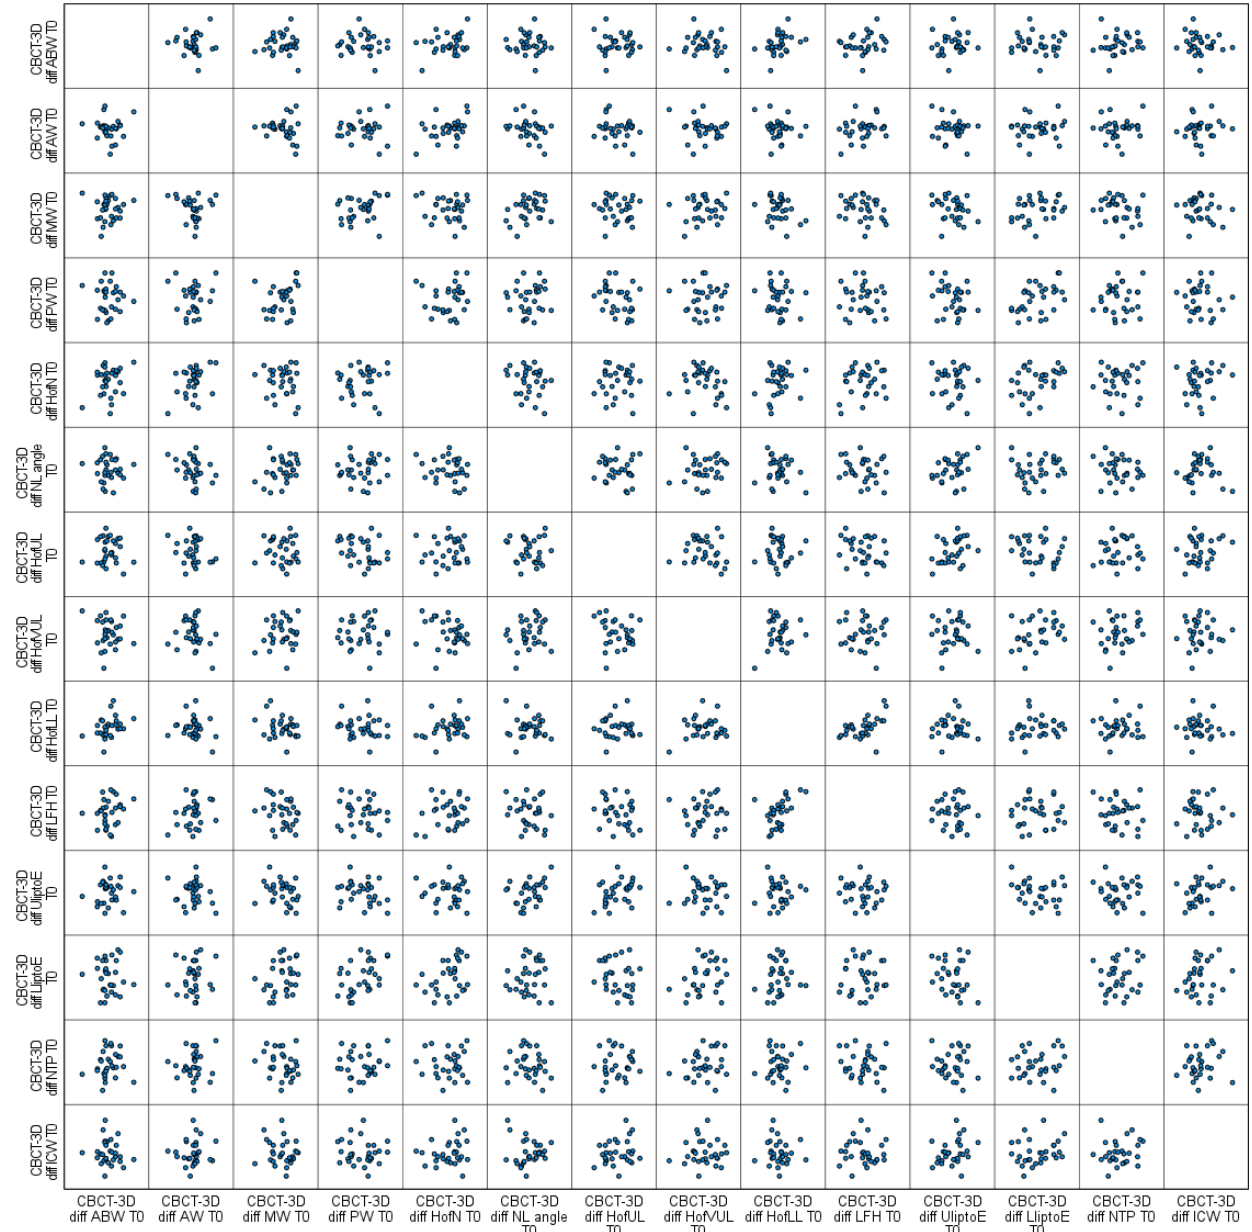 CBCT-3D
diff ABW T0
CBCT-3D
diff AW T0
CBCT-3D
diff MW T0
CBCT-3D
diff PW T0
CBCT-3D
diff HofN T0
CBCT-3D
diff NL angle
T0
CBCT-3D
diff HofUL
T0
CBCT-3D
diff HofVUL
T0
CBCT-3D
diff HofLL T0
CBCT-3D
diff LFH T0
CBCT-3D
diff UliptoE
T0
CBCT-3D
diff LliptoE
T0
CBCT-3D
diff NTP T0
CBCT-3D
diff ICW T0
CBCT-3D
diff ABW T0
CBCT-3D
diff AW T0
CBCT-3D
diff MW T0
CBCT-3D
diff PW T0
CBCT-3D
diff HofN T0
CBCT-3D
diff NL angle
T0
CBCT-3D
diff HofUL
T0
CBCT-3D
diff HofVUL
T0
CBCT-3D
diff HofLL T0
CBCT-3D
diff LFH T0
CBCT-3D
diff UliptoE
T0
CBCT-3D
diff LliptoE
T0
CBCT-3D
diff NTP T0
CBCT-3D
diff ICW T0